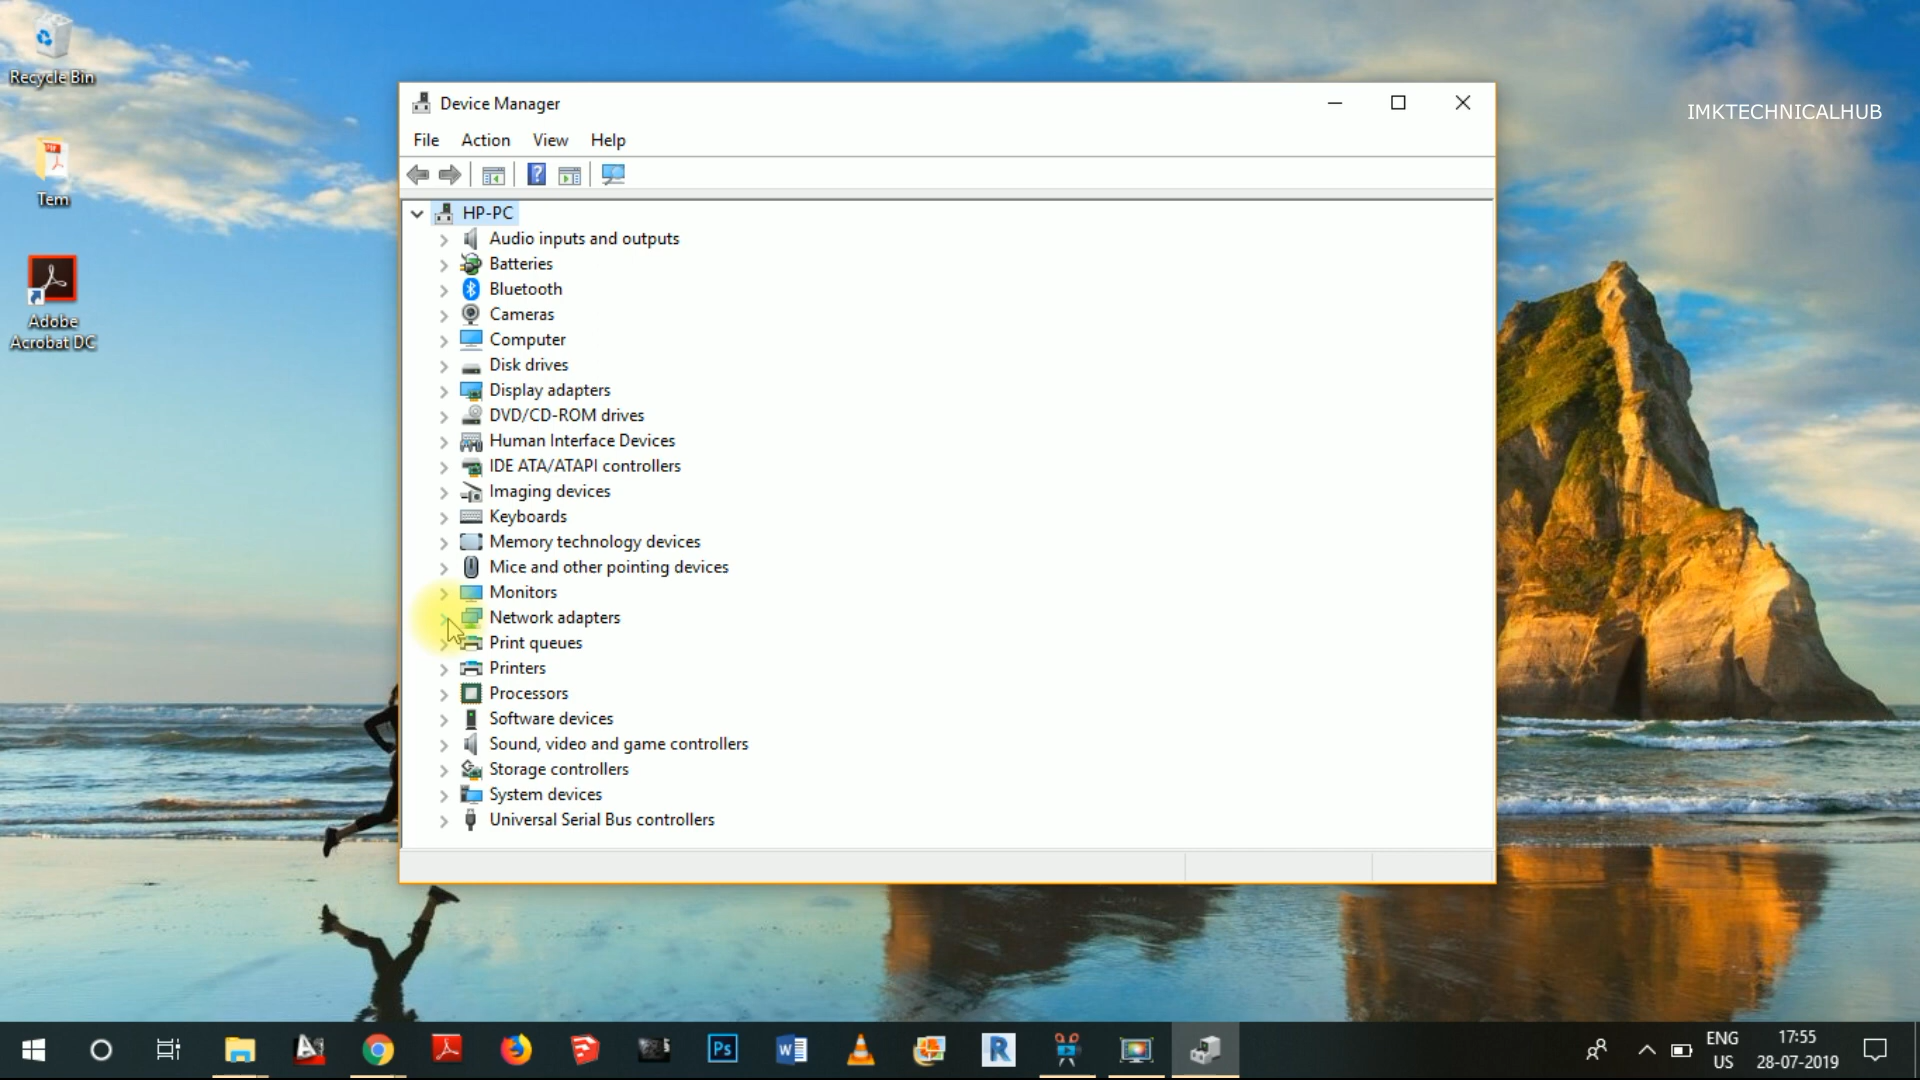 Recycle Bin
Tem
Adobe
Acrobat DC
IMKTECHNICALHUB
Device Manager
File Action View Help
HP-PC
Audio inputs and outputs
Batteries
Bluetooth
Cameras
Computer
Disk drives
Display adapters
DVD/CD-ROM drives
Human Interface Devices
IDE ATA/ATAPI controllers
Imaging devices
Keyboards
Memory technology devices
Mice and other pointing devices
Monitors
Network adapters
Print queues
Printers
Processors
Software devices
Sound, video and game controllers
Storage controllers
System devices
Universal Serial Bus controllers
Ps
W
R
ENG
US
17:55
28-07-2019